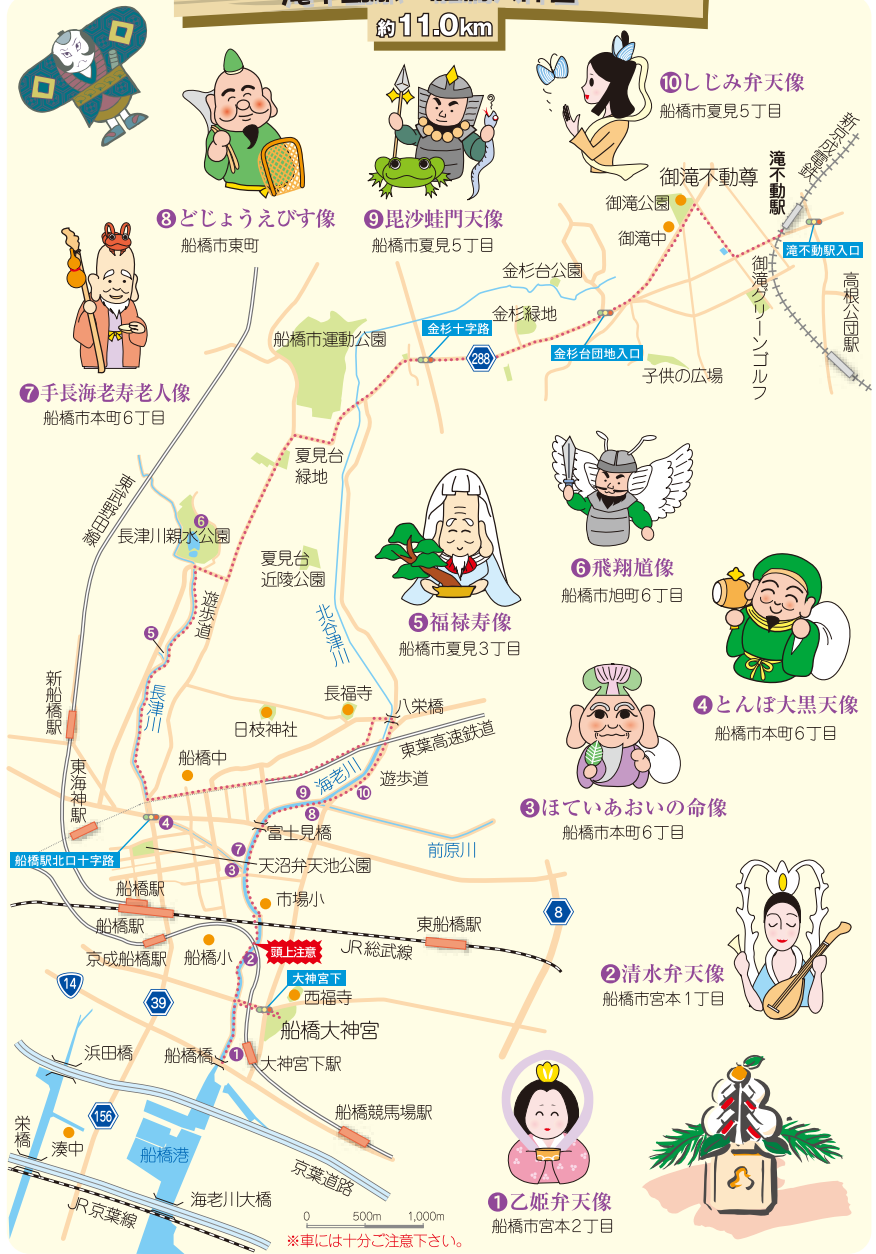 約11.0km
❿しじみ弁天像
船橋市夏見5丁目
❽どじょうえびす像
船橋市東町
❾毘沙蛙門天像
船橋市夏見5丁目
新京成電鉄
滝不動駅
御滝不動尊
御滝公園
御滝中
滝不動駅入口
御滝グリーンゴルフ
高根公団駅
金杉台公園
金杉緑地
金杉十字路
288
金杉台団地入口
子供の広場
船橋市運動公園
❼手長海老寿老人像
船橋市本町6丁目
夏見台
緑地
東武野田線
6
長津川親水公園
夏見台
近陵公園
遊歩道
北谷津川
❺福禄寿像
船橋市夏見3丁目
❻飛翔馗像
船橋市旭町6丁目
5
長津川
新船橋駅
長福寺
八栄橋
日枝神社
東葉高速鉄道
船橋中
❹とんぼ大黒天像
船橋市本町6丁目
東海神駅
海老川
遊歩道
9
10
8
4
❸ほていあおいの命像
船橋市本町6丁目
富士見橋
船橋駅北口十字路
7
前原川
天沼弁天池公園
3
船橋駅
市場小
船橋駅
東船橋駅
8
JR総武線
京成船橋駅
船橋小
頭上注意
2
❷清水弁天像
船橋市宮本1丁目
大神宮下
14
39
西福寺
船橋大神宮
浜田橋
船橋橋
1
大神宮下駅
156
栄橋
湊中
船橋競馬場駅
船橋港
京葉道路
❶乙姫弁天像
船橋市宮本2丁目
海老川大橋
JR京葉線
0 500m 1,000m
※車には十分ご注意下さい。